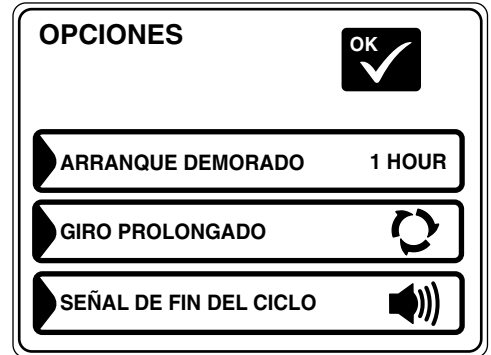 OPCIONES
OK
ARRANQUE DEMORADO 1 HOUR
GIRO PROLONGADO
SEÑAL DE FIN DEL CICLO